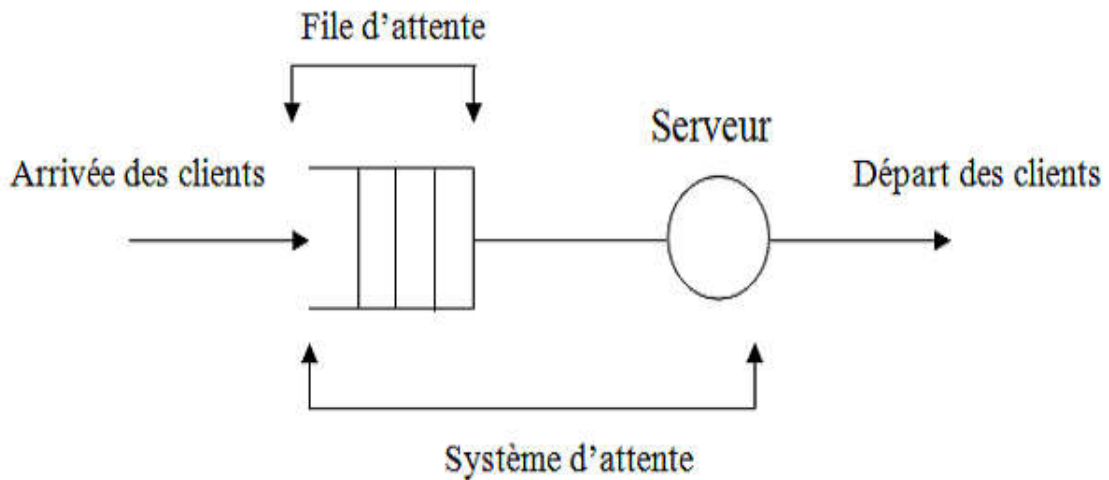 File d’attente
Serveur
Arrivée des clients
Départ des clients
Système d’attente